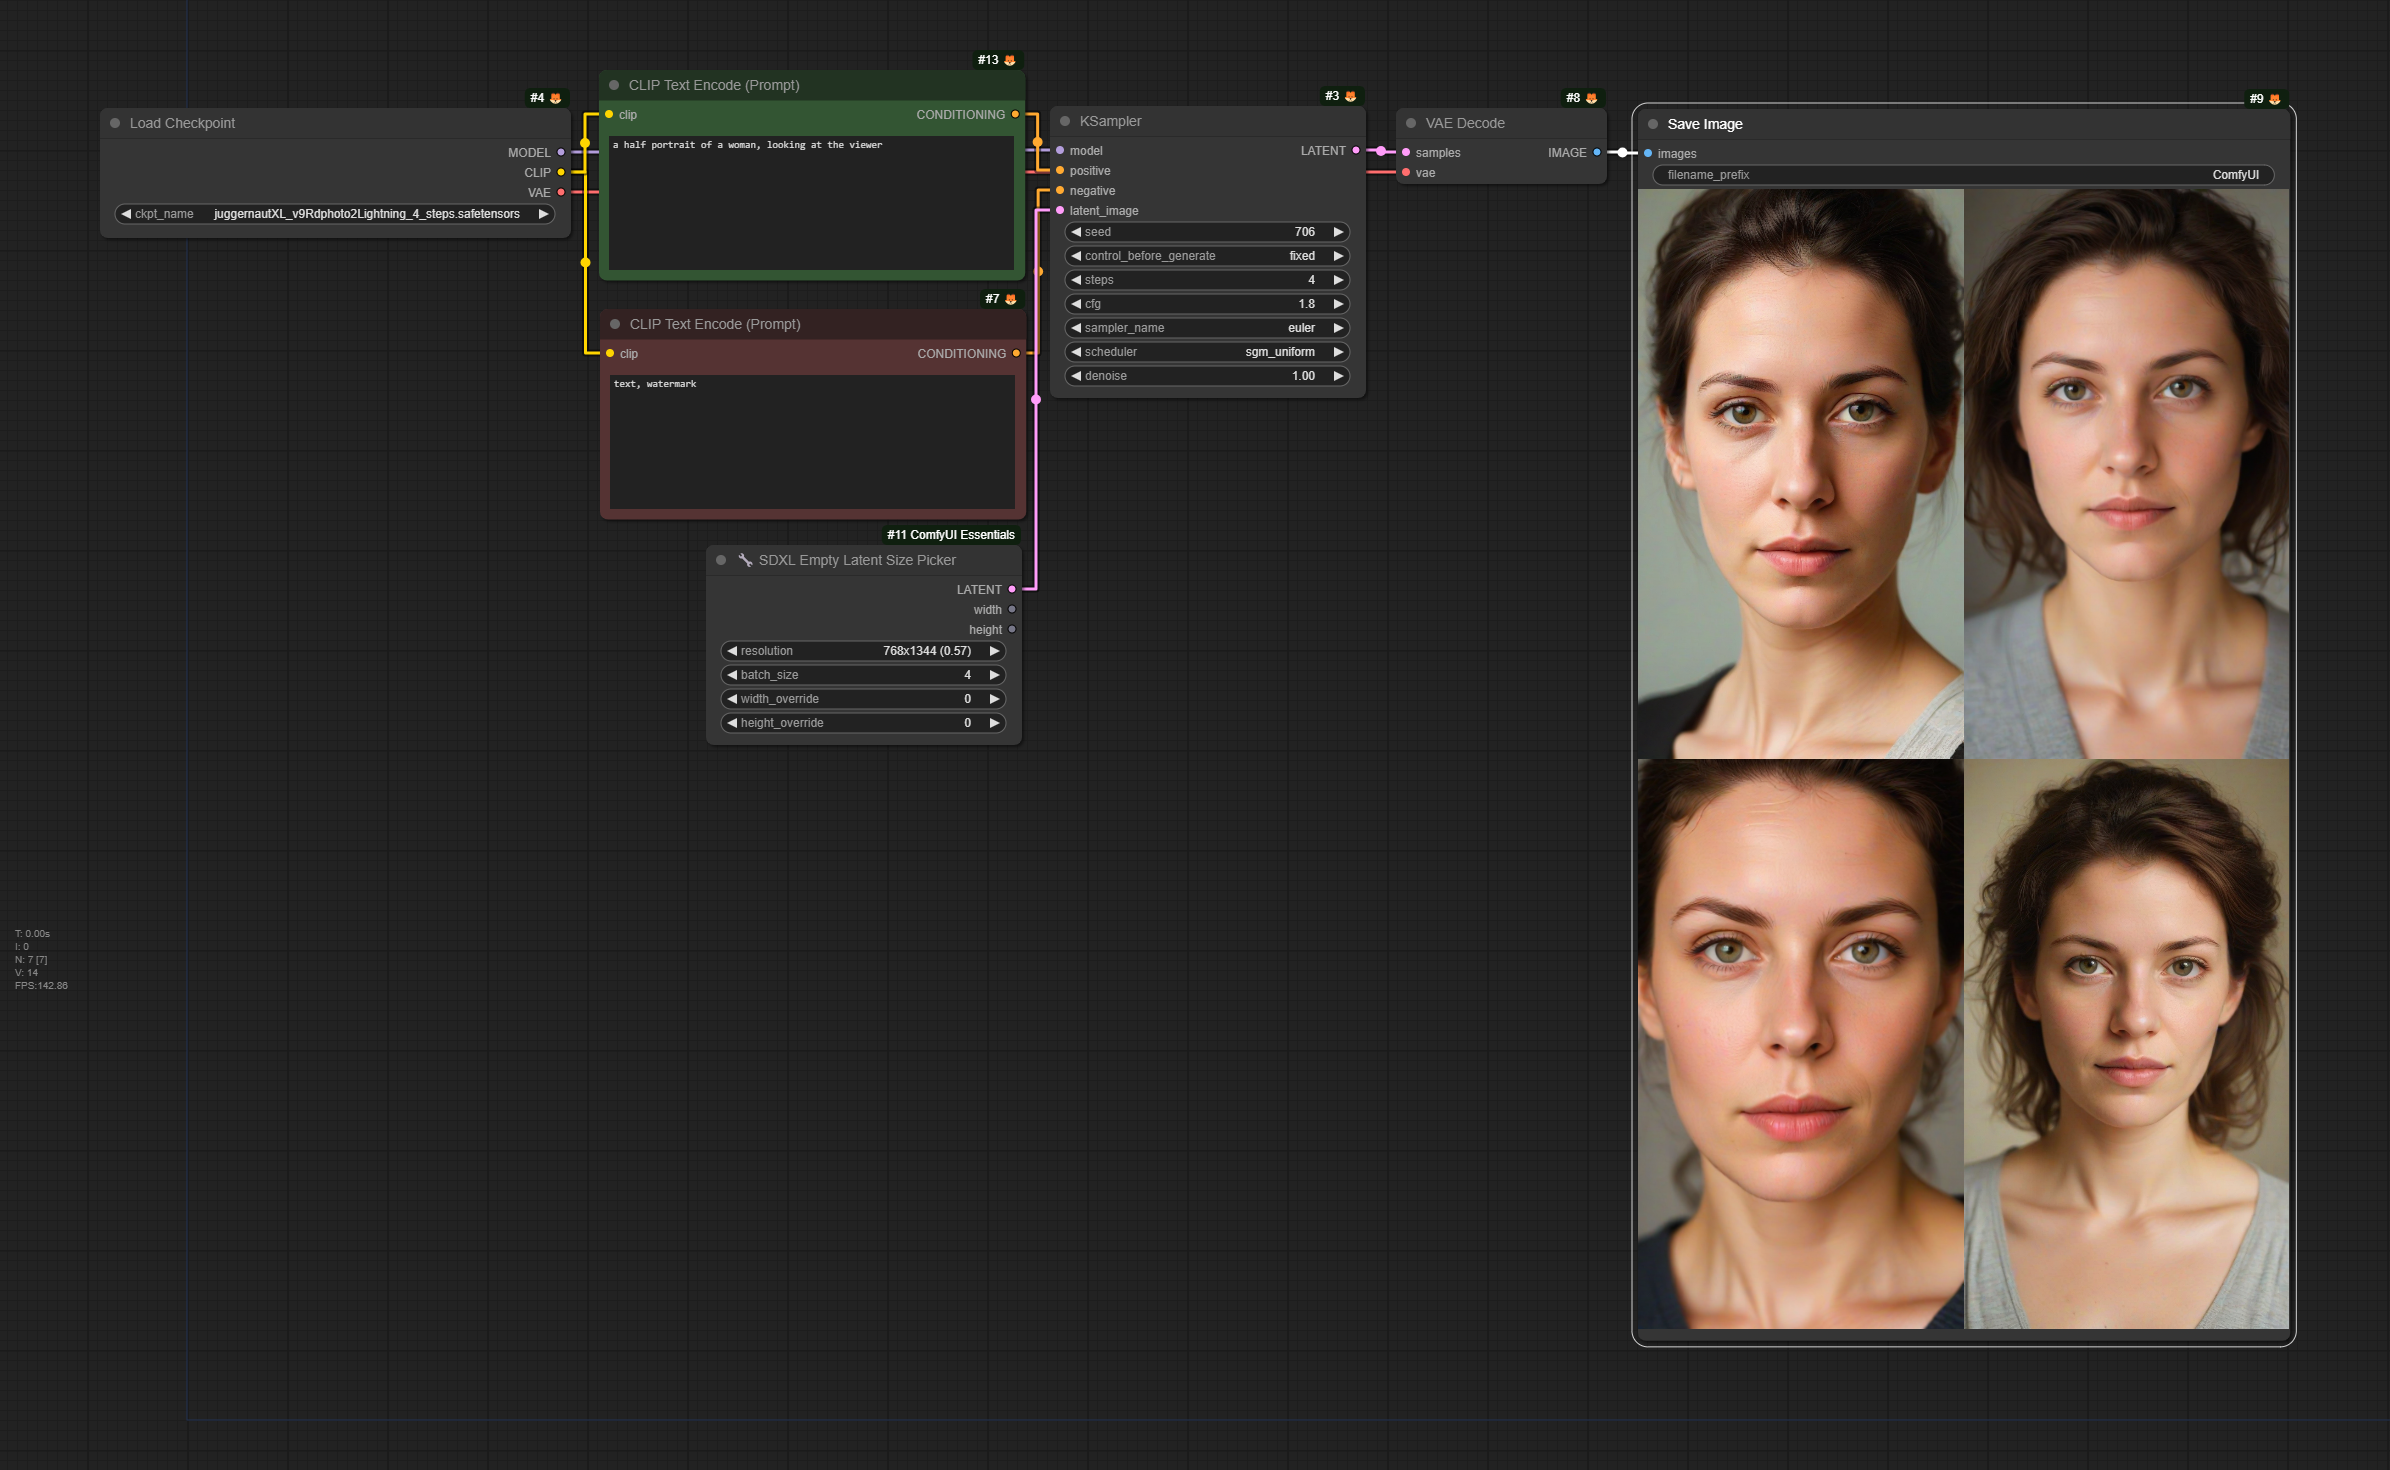 #4
Load Checkpoint
MODEL
CLIP
VAE
ckpt_name juggernautXL_v9Rdphoto2Lightning_4_steps.safetensors
#13
CLIP Text Encode (Prompt)
clip CONDITIONING
a half portrait of a woman, looking at the viewer
#7
CLIP Text Encode (Prompt)
clip CONDITIONING
text, watermark
#11 ComfyUI Essentials
SDXL Empty Latent Size Picker
LATENT
width
height
resolution 768x1344 (0.57)
batch_size 4
width_override 0
height_override 0
#3
KSampler
model LATENT
positive
negative
latent_image
seed 706
control_before_generate fixed
steps 4
cfg 1.8
sampler_name euler
scheduler sgm_uniform
denoise 1.00
#8
VAE Decode
samples IMAGE
vae
#9
Save Image
images
filename_prefix ComfyUI
T: 0.00s
I: 0
N: 7 [7]
V: 14
FPS:142.86